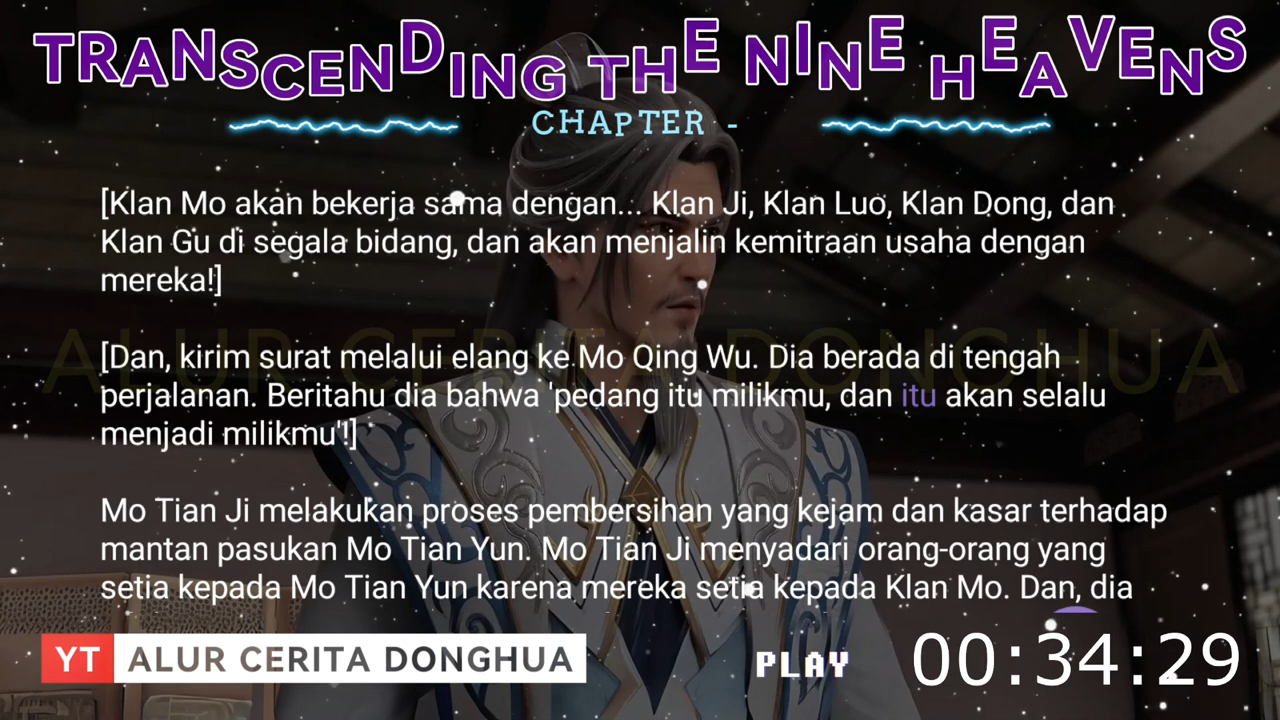 TRANSCENDING THE NINE HEAVENS
CHAPTER -
[Klan Mo akan bekerja sama dengan... Klan Ji, Klan Luo, Klan Dong, dan
Klan Gu di segala bidang, dan akan menjalin kemitraan usaha dengan
mereka!]
ALUR CERITA DONGHUA
[Dan, kirim surat melalui elang ke Mo Qing Wu. Dia berada di tengah
perjalanan. Beritahu dia bahwa 'pedang itu milikmu, dan itu akan selalu
menjadi milikmu'!]
Mo Tian Ji melakukan proses pembersihan yang kejam dan kasar terhadap
mantan pasukan Mo Tian Yun. Mo Tian Ji menyadari orang-orang yang
setia kepada Mo Tian Yun karena mereka setia kepada Klan Mo. Dan, dia
YT ALUR CERITA DONGHUA
PLAY
00:34:29